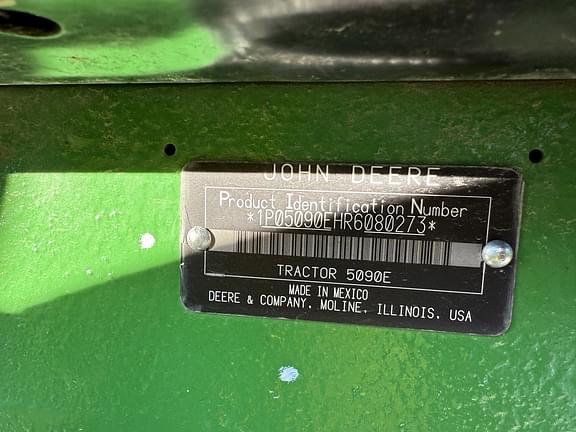 JOHN DEERE
Product Identification Number
*1P05090EHR6080273*
TRACTOR 5090E
MADE IN MEXICO
DEERE & COMPANY, MOLINE, ILLINOIS, USA